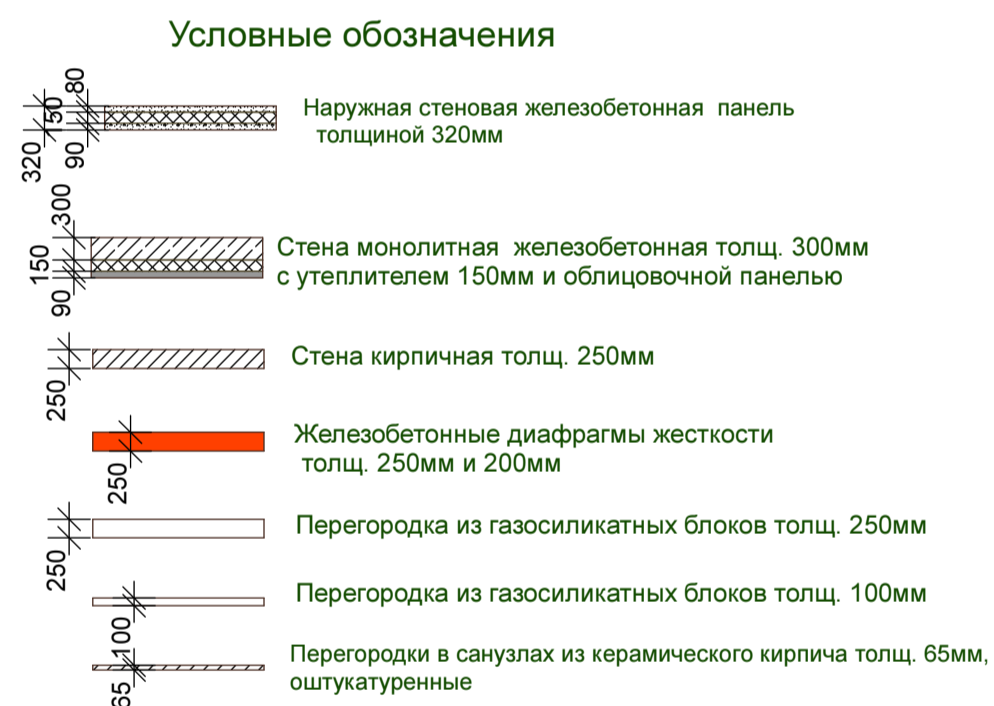 Условные обозначения
80
150
320
90
Наружная стеновая железобетонная панель
толщиной 320мм
300
150
90
Стена монолитная железобетонная толщ. 300мм
с утеплителем 150мм и облицовочной панелью
250
Стена кирпичная толщ. 250мм
250
Железобетонные диафрагмы жесткости
толщ. 250мм и 200мм
250
Перегородка из газосиликатных блоков толщ. 250мм
100
Перегородка из газосиликатных блоков толщ. 100мм
65
Перегородки в санузлах из керамического кирпича толщ. 65мм,
оштукатуренные